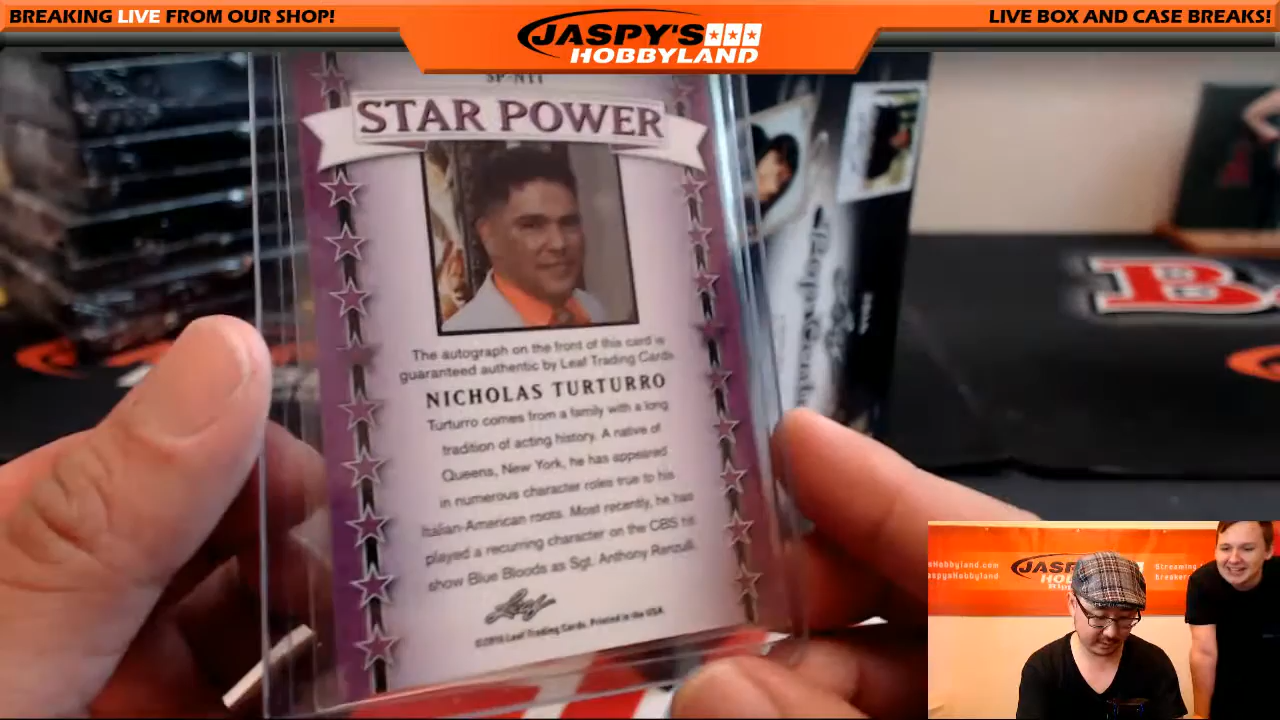 BREAKING LIVE FROM OUR SHOP!
JASPY'S
HOBBYLAND
LIVE BOX AND CASE BREAKS!
STAR POWER
The autograph on the front of this card is
guaranteed authentic by Leaf Trading Cards
NICHOLAS TURTURRO
Turturro comes from a family with a long
tradition of acting history. A native of
Queens, New York, he has appeared
in numerous character roles true to his
Italian-American roots. Most recently, he has
played a recurring character on the CBS hit
show Blue Bloods as Sgt. Anthony Renzulli.
Leaf
Leaf Trading Cards. Printed in the USA
B